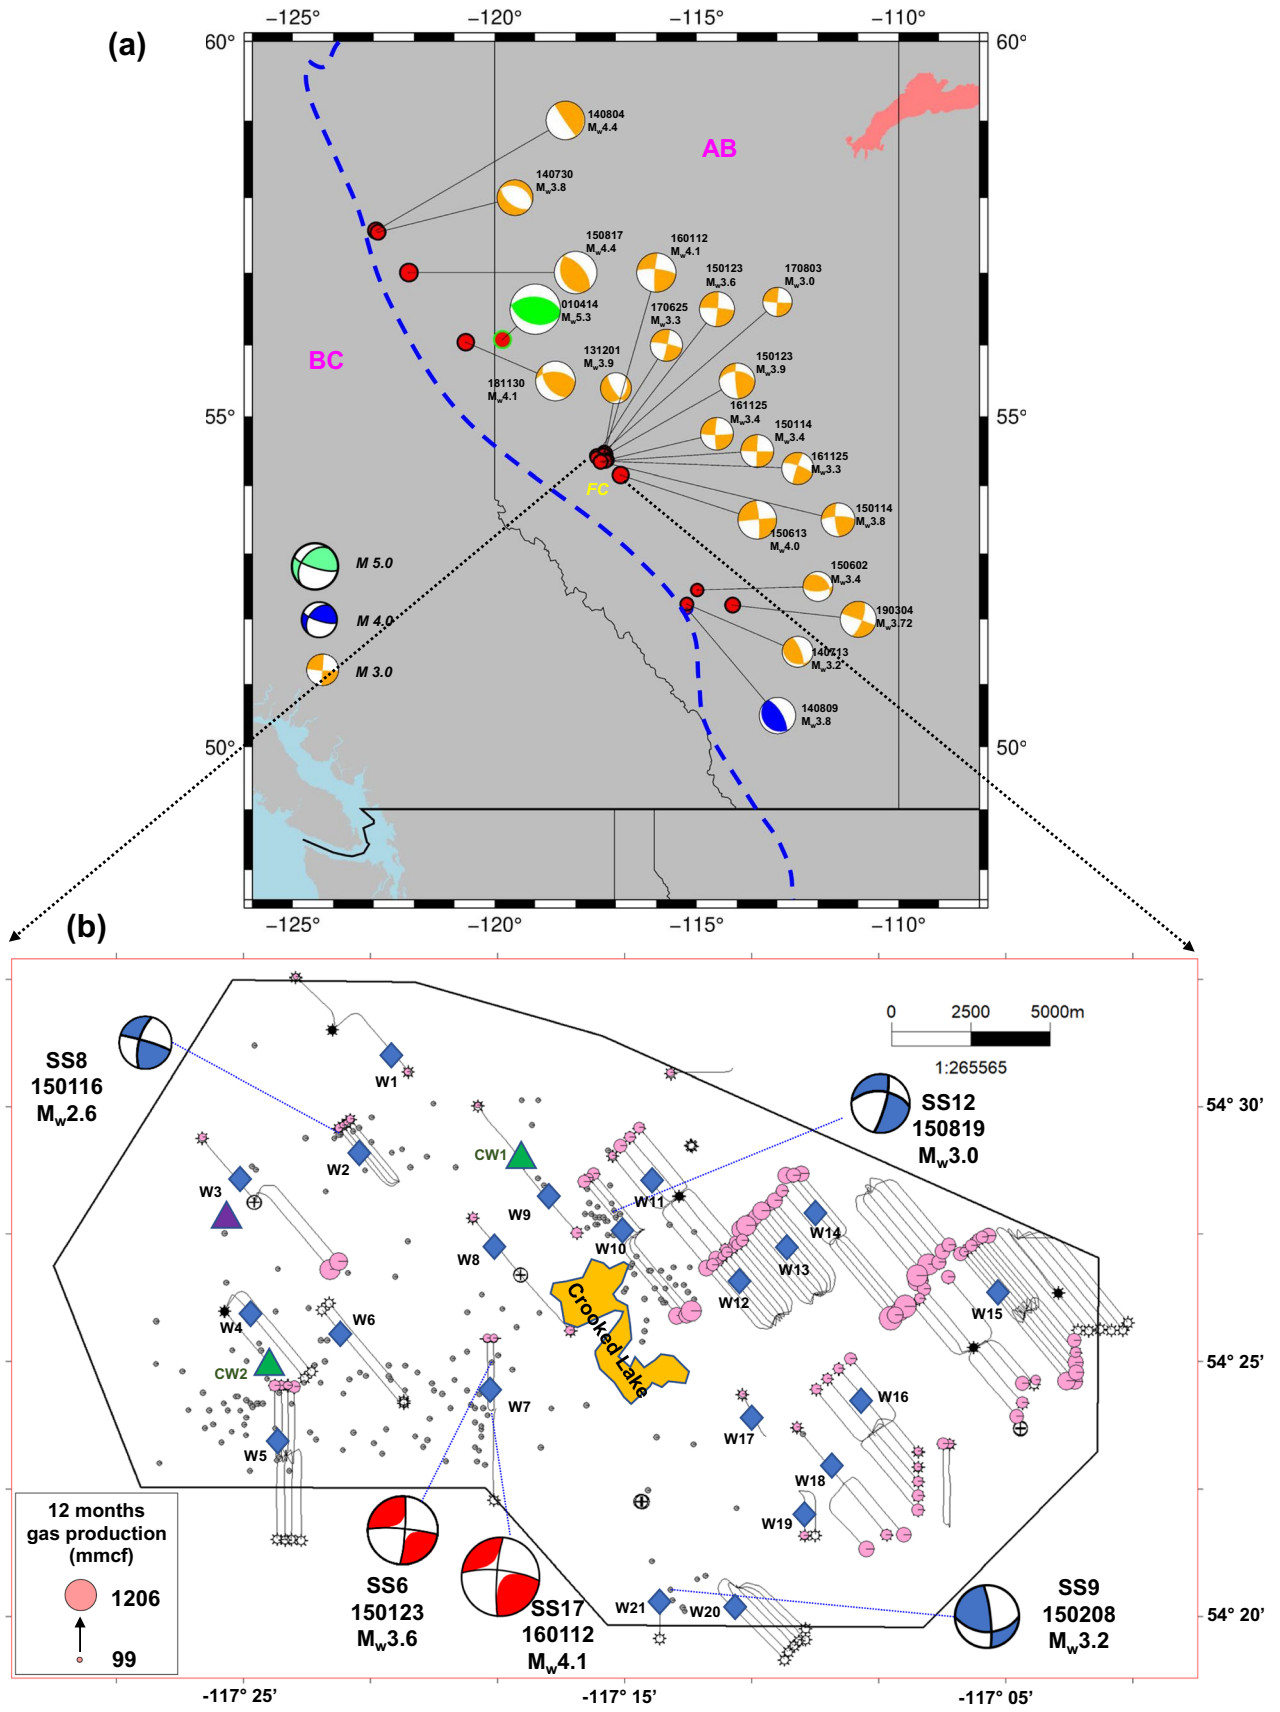 (a)
−125° −120° −115° −110°
60° 60°
140804
Mw4.4
AB
140730
Mw3.8
150817
Mw4.4
160112
Mw4.1
150123
Mw3.6
170803
Mw3.0
010414
Mw5.3
170625
Mw3.3
BC
131201
Mw3.9
150123
Mw3.9
181130
Mw4.1
161125
Mw3.4
55° 55°
150114
Mw3.4
161125
Mw3.3
FC
150114
Mw3.8
150613
Mw4.0
M 5.0
150602
Mw3.4
M 4.0
190304
Mw3.72
140713
Mw3.2
M 3.0
140809
Mw3.8
50° 50°
−125° −120° −115° −110°
(b)
0 2500 5000m
1:265565
SS8
150116
Mw2.6
W1
SS12
150819
Mw3.0
54° 30’
CW1
W2
W3
W11
W9
W14
W10
W8
W13
W12
W15
Crooked Lake
W4
W6
54° 25’
CW2
W7
W16
W17
W5
W18
12 months
gas production
(mmcf)
1206
99
W19
SS6
150123
Mw3.6
SS17
160112
Mw4.1
W21
W20
SS9
150208
Mw3.2
54° 20’
-117° 25’ -117° 15’ -117° 05’